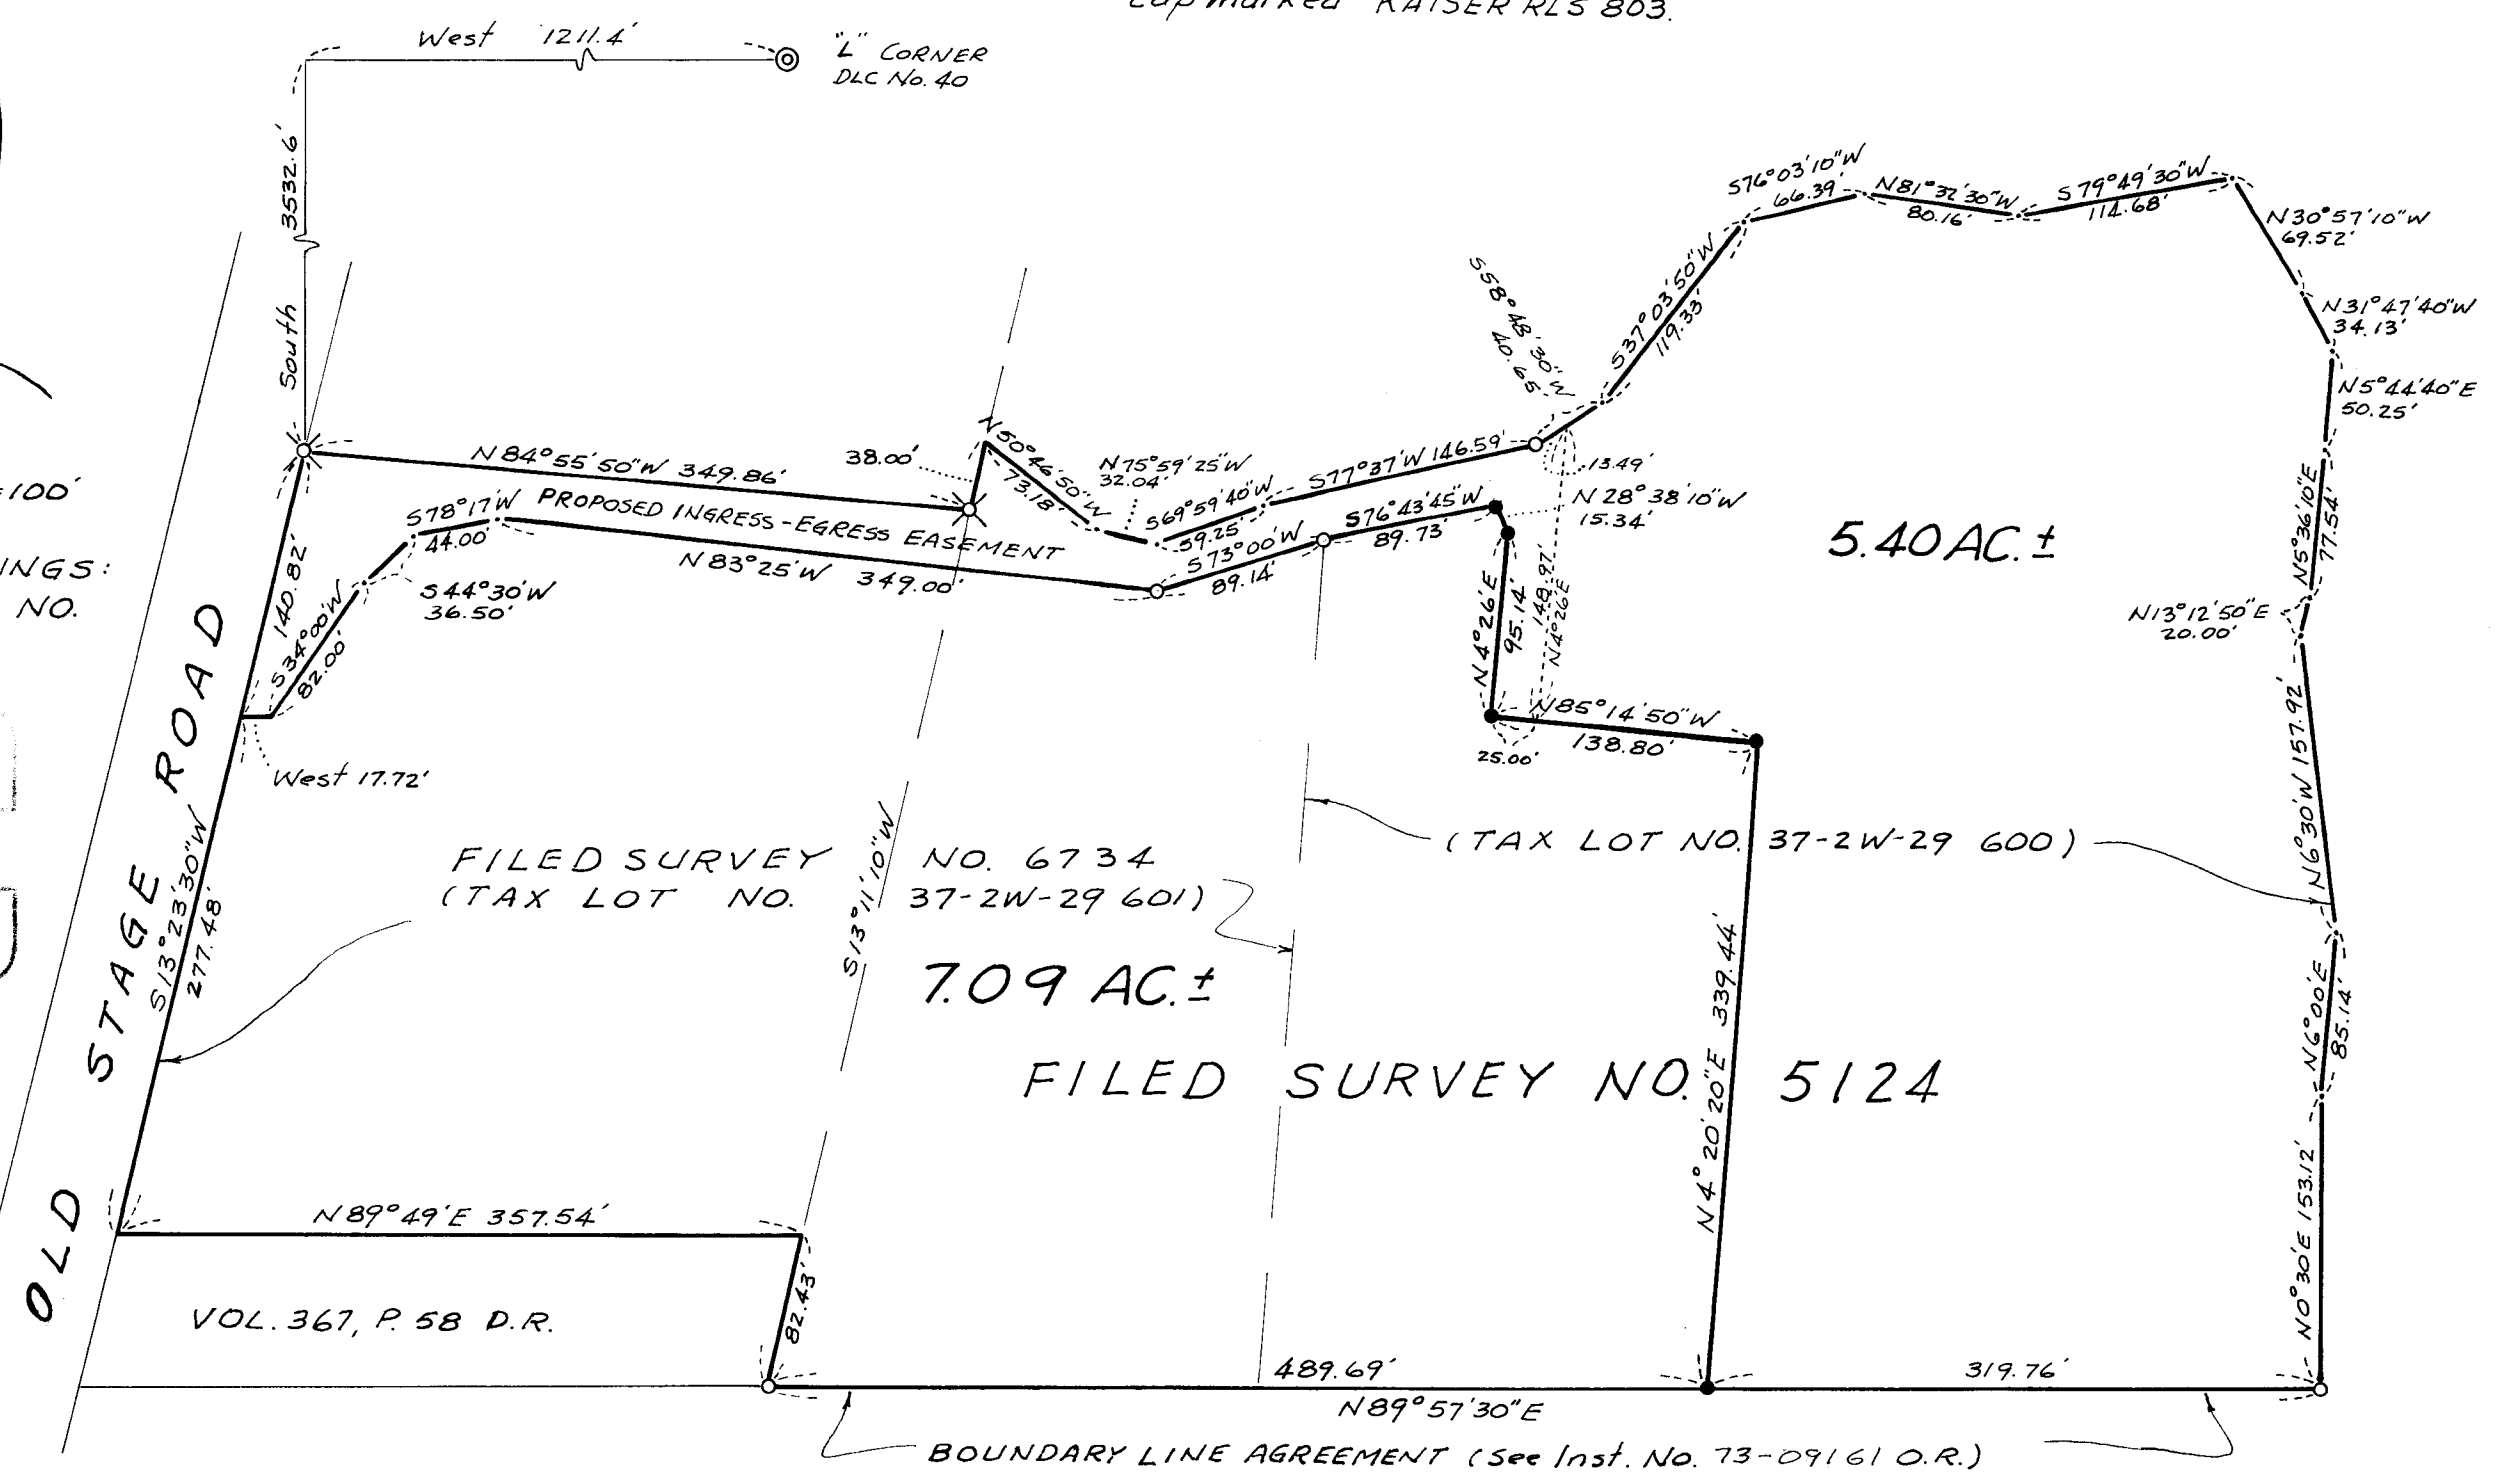 Cap marked KAISER RLS 803.
West 1211.4'
"L" CORNER
DLC No. 40
3532.6'
South
=100'
INGS:
NO.
N84°55'50"W 349.86'
38.00'
N50°46'50"W
73.18'
N75°59'25"W
32.04'
S69°59'40"W
59.25'
S77°37'W 146.59'
S58°48'30"W
40.65'
13.49'
S37°03'50"W
119.33'
S76°03'10"W
66.39'
N81°32'30"W
80.16'
S79°49'30"W
114.68'
N30°57'10"W
69.52'
N31°47'40"W
34.13'
N5°44'40"E
50.25'
N5°36'10"E
77.54'
N13°12'50"E
20.00'
N6°30'W 157.92'
N6°00'E
85.14'
N0°30'E 153.12'
5.40 AC.±
PROPOSED INGRESS-EGRESS EASEMENT
S78°17'W
44.00'
S44°30'W
36.50'
S34°00'W
82.00'
140.82'
West 17.72'
N83°25'W 349.00'
S73°00'W
89.14'
S76°43'45"W
89.73'
N28°38'10"W
15.34'
N4°26'E
95.14'
148.97'
N4°26'E
N85°14'50"W
138.80'
25.00'
(TAX LOT NO. 37-2W-29 600)
OLD STAGE ROAD
S13°23'30"W
277.48'
FILED SURVEY NO. 6734
(TAX LOT NO. 37-2W-29 601)
S13°11'10"W
7.09 AC.±
N4°20'20"E 339.44'
FILED SURVEY NO. 5124
N89°49'E 357.54'
82.43'
VOL. 367, P. 58 D.R.
489.69'
319.76'
N89°57'30"E
BOUNDARY LINE AGREEMENT (See Inst. No. 73-09161 O.R.)